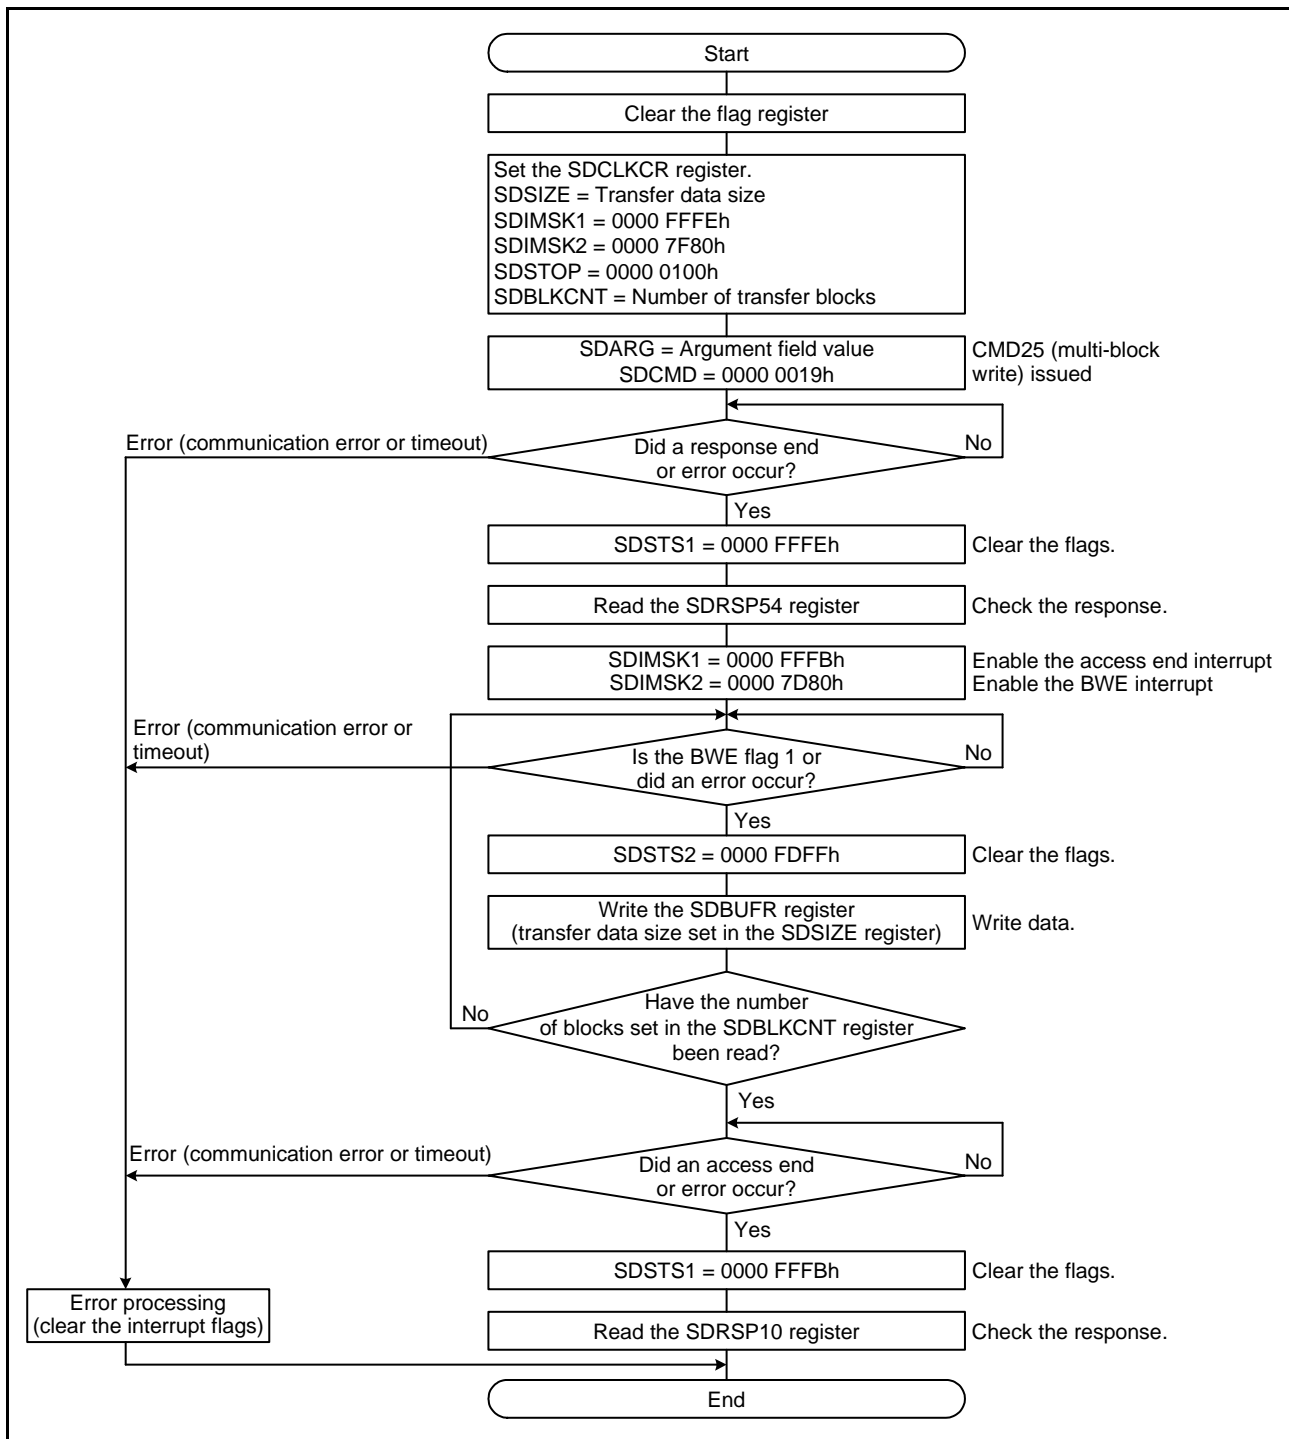 Start
Clear the flag register
Set the SDCLKCR register.
SDSIZE = Transfer data size
SDIMSK1 = 0000 FFFEh
SDIMSK2 = 0000 7F80h
SDSTOP = 0000 0100h
SDBLKCNT = Number of transfer blocks
SDARG = Argument field value
SDCMD = 0000 0019h
CMD25 (multi-block
write) issued
Error (communication error or timeout)
Did a response end
or error occur?
No
Yes
SDSTS1 = 0000 FFFEh
Clear the flags.
Read the SDRSP54 register
Check the response.
SDIMSK1 = 0000 FFFBh
SDIMSK2 = 0000 7D80h
Enable the access end interrupt
Enable the BWE interrupt
Error (communication error or
timeout)
Is the BWE flag 1 or
did an error occur?
No
Yes
SDSTS2 = 0000 FDFFh
Clear the flags.
Write the SDBUFR register
(transfer data size set in the SDSIZE register)
Write data.
No
Have the number
of blocks set in the SDBLKCNT register
been read?
Yes
Error (communication error or timeout)
Did an access end
or error occur?
No
Yes
SDSTS1 = 0000 FFFBh
Clear the flags.
Error processing
(clear the interrupt flags)
Read the SDRSP10 register
Check the response.
End